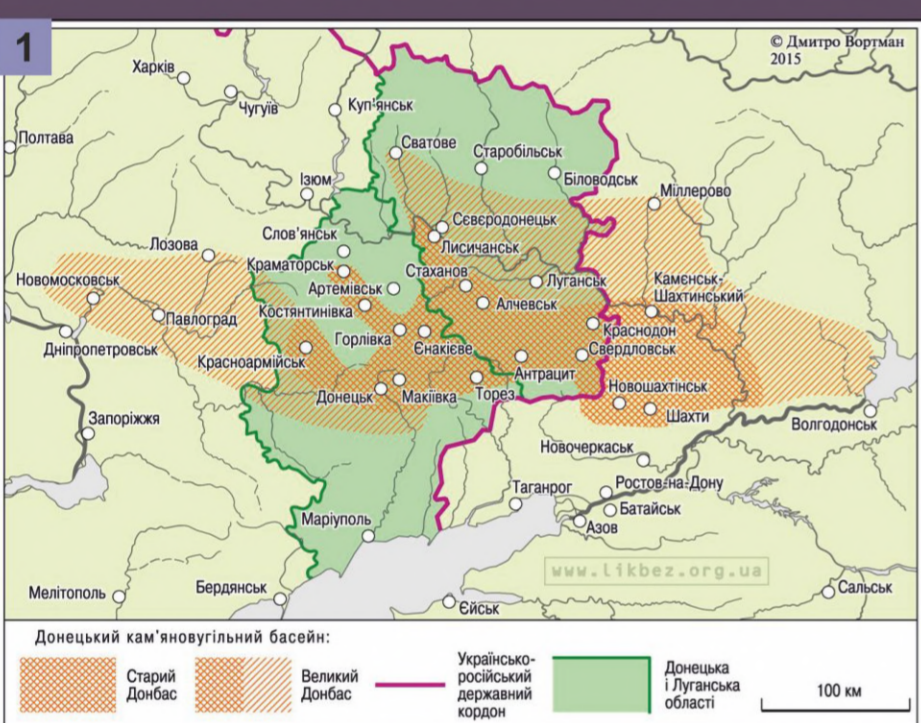 1
© Дмитро Вортман
2015
Харків
Чугуїв
Куп'янськ
Полтава
Сватове
Старобільськ
Біловодськ
Ізюм
Міллерово
Сєвєродонецьк
Слов'янськ
Лисичанськ
Лозова
Краматорськ
Стаханов
Луганськ
Камєнськ-
Шахтинський
Новомосковськ
Артемівськ
Алчевськ
Костянтинівка
Павлоград
Краснодон
Горлівка
Єнакієве
Свердловськ
Дніпропетровськ
Красноармійськ
Антрацит
Новошахтінськ
Донецьк
Макіївка
Торез
Шахти
Волгодонськ
Запоріжжя
Новочеркаськ
Таганрог
Ростов-на-Дону
Батайськ
Маріуполь
Азов
www.likbez.org.ua
Мелітополь
Бердянськ
Єйськ
Сальськ
Донецький кам'яновугільний басейн:
Старий
Донбас
Великий
Донбас
Українсько-
російський
державний
кордон
Донецька
і Луганська
області
100 км